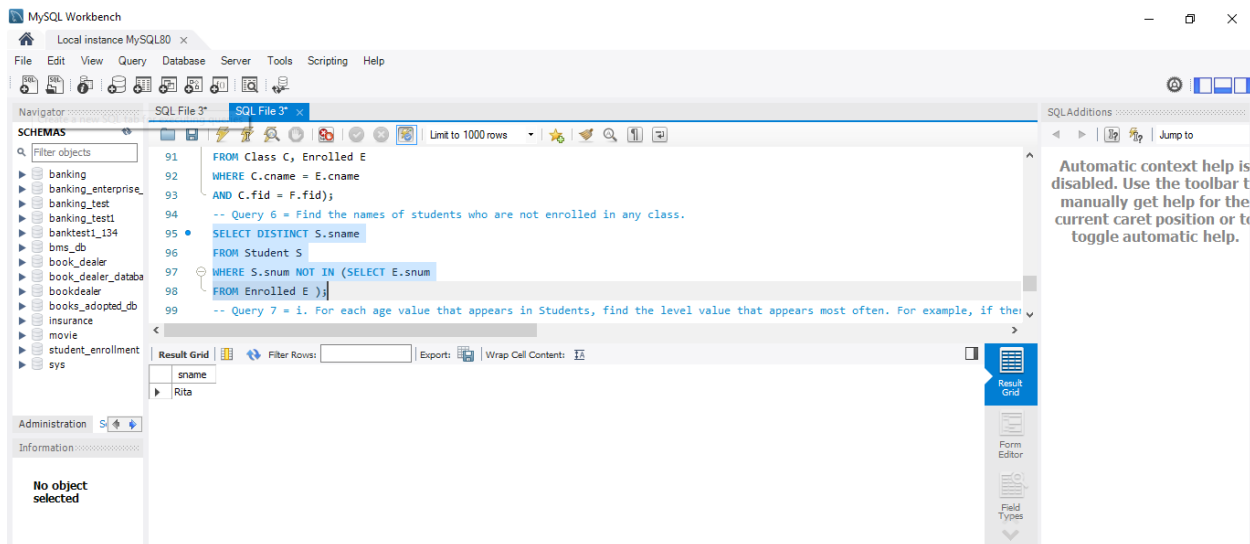 MySQL Workbench
Local instance MySQL80
File Edit View Query Database Server Tools Scripting Help
Navigator
SQL File 3*
SQL File 3*
SQLAdditions
SCHEMAS
Limit to 1000 rows
Jump to
Filter objects
banking
banking_enterprise_
banking_test
banking_test1
banktest1_134
bms_db
book_dealer
book_dealer_databa
bookdealer
books_adopted_db
insurance
movie
student_enrollment
sys
91 FROM Class C, Enrolled E
92 WHERE C.cname = E.cname
93 AND C.fid = F.fid);
94 -- Query 6 = Find the names of students who are not enrolled in any class.
95 SELECT DISTINCT S.sname
96 FROM Student S
97 WHERE S.snum NOT IN (SELECT E.snum
98 FROM Enrolled E );
99 -- Query 7 = i. For each age value that appears in Students, find the level value that appears most often. For example, if ther
Automatic context help is
disabled. Use the toolbar t
manually get help for the
current caret position or to
toggle automatic help.
Result Grid
Filter Rows:
Export:
Wrap Cell Content:
sname
Rita
Result
Grid
Form
Editor
Field
Types
Administration
Information
No object
selected